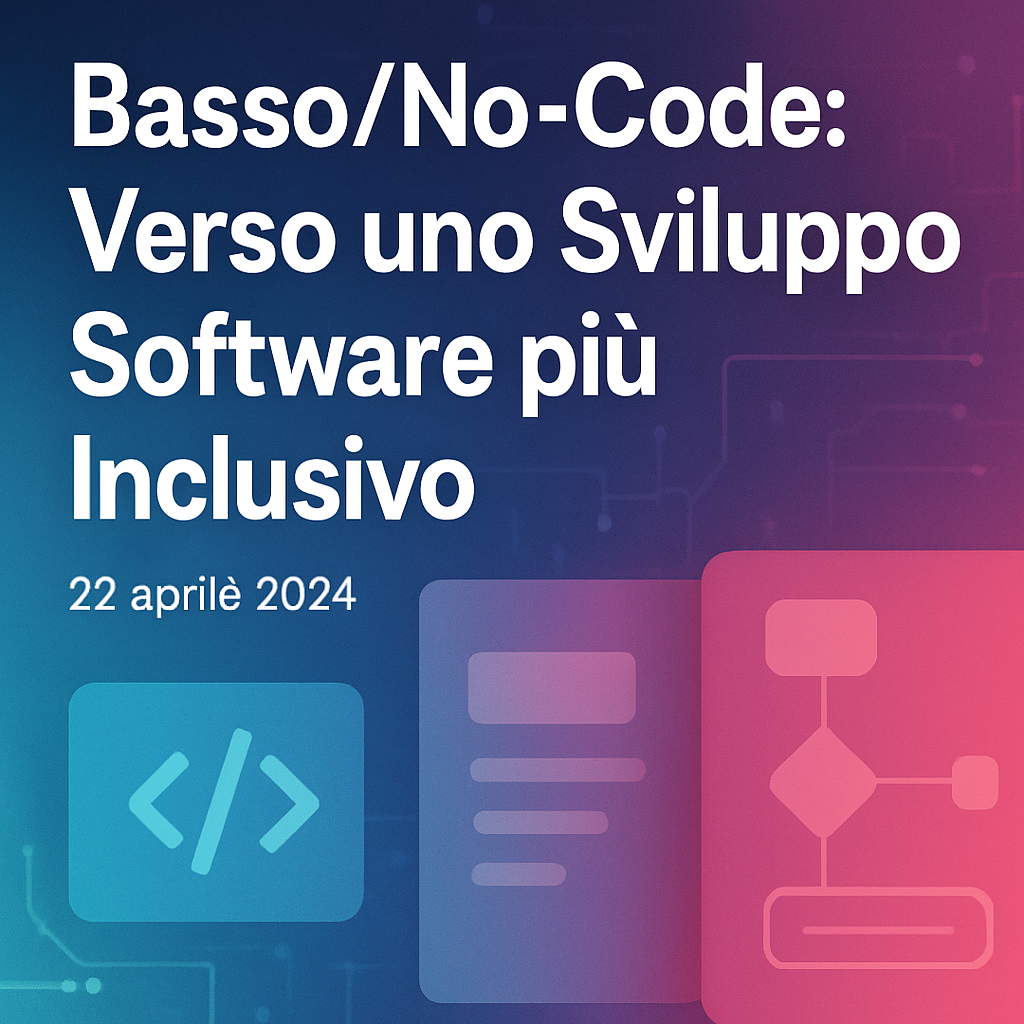 Basso/No-Code:
Verso uno Sviluppo
Software più
Inclusivo
22 aprilè 2024
</>